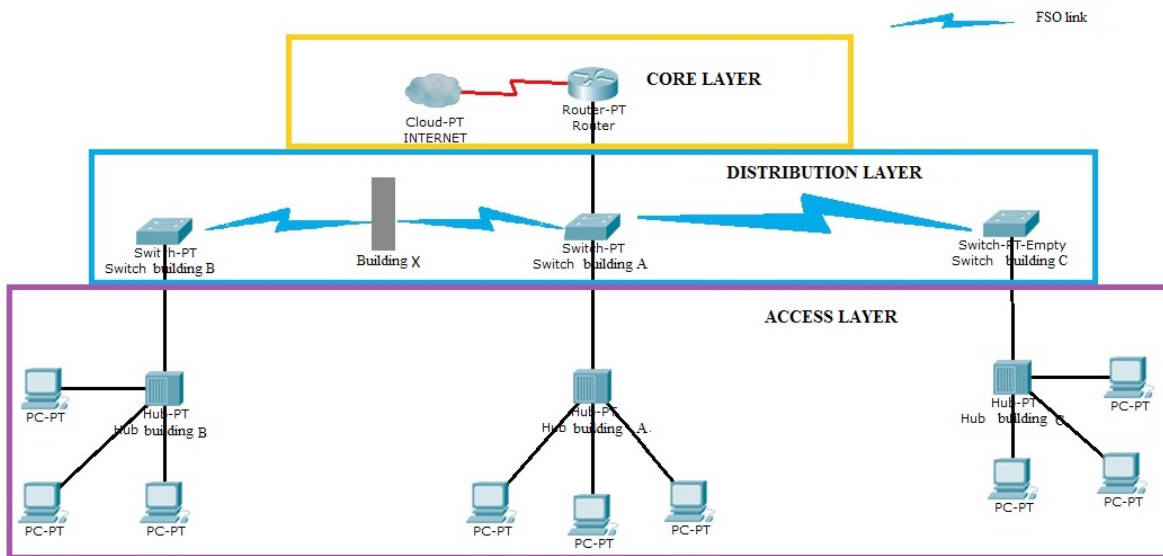 FSO link
CORE LAYER
Cloud-PT
INTERNET
Router-PT
Router
DISTRIBUTION LAYER
Switch-PT
Switch building B
Building X
Switch-PT
Switch building A
Switch-PT-Empty
Switch building C
ACCESS LAYER
PC-PT
Hub-PT
Hub building B
PC-PT
PC-PT
Hub-PT
Hub building A.
PC-PT
PC-PT
PC-PT
Hub-PT
Hub building C
PC-PT
PC-PT
PC-PT